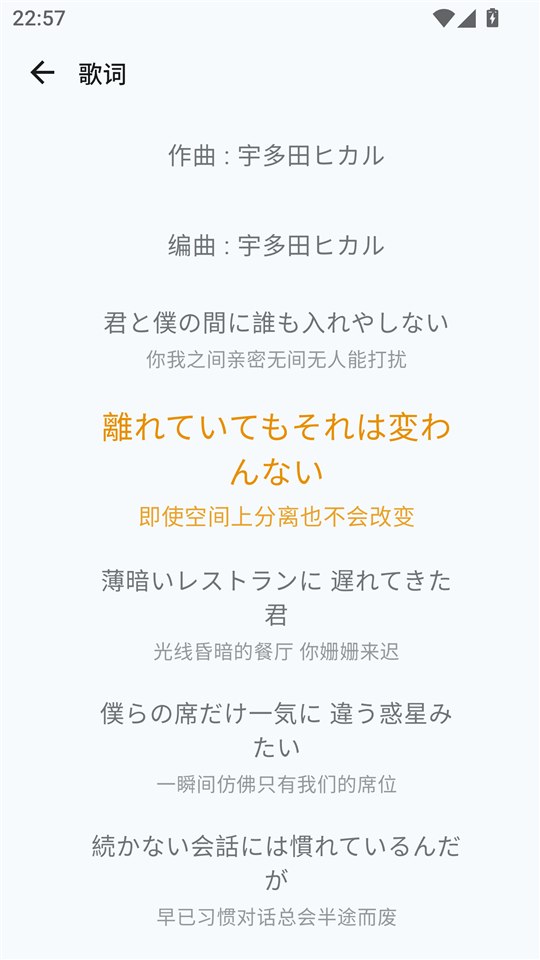 22:57
歌词
作曲 : 宇多田ヒカル
编曲 : 宇多田ヒカル
君と僕の間に誰も入れやしない
你我之间亲密无间无人能打扰
離れていてもそれは変わ
んない
即使空间上分离也不会改变
薄暗いレストランに 遅れてきた
君
光线昏暗的餐厅 你姗姗来迟
僕らの席だけ一気に 違う惑星み
たい
一瞬间仿佛只有我们的席位
続かない会話には慣れているんだ
が
早已习惯对话总会半途而废